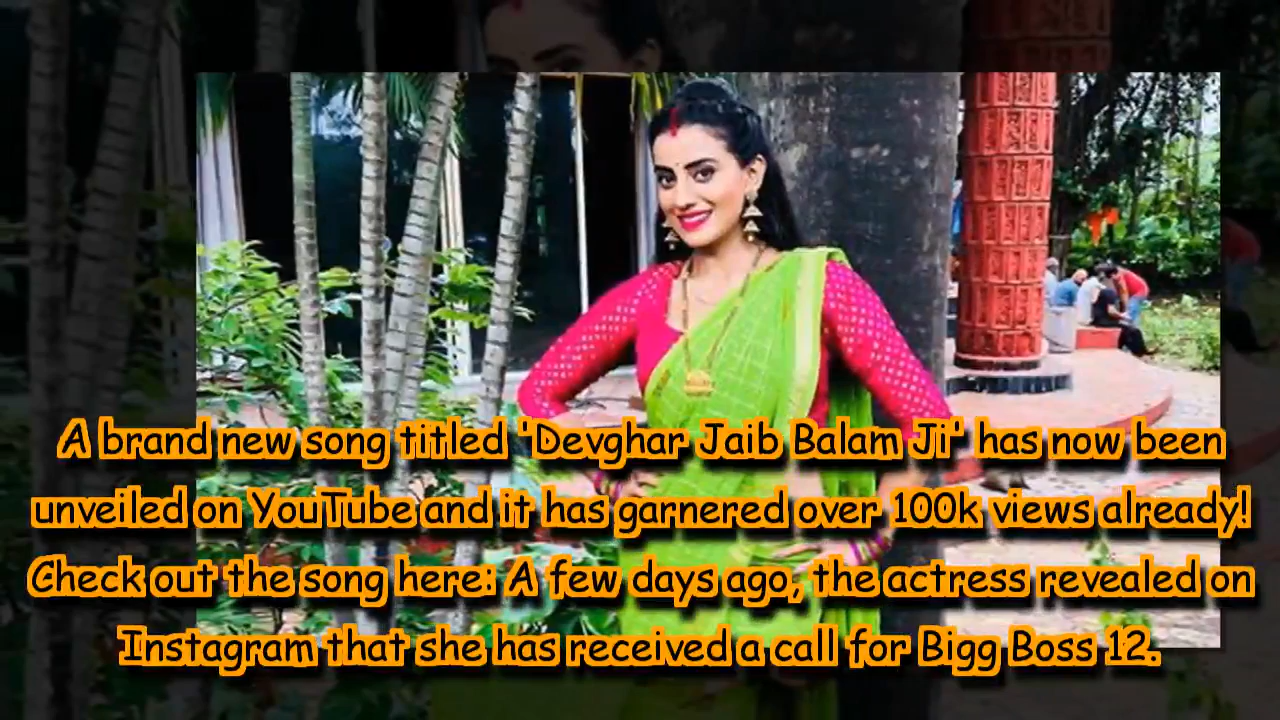 A brand new song titled 'Devghar Jaib Balam Ji' has now been
unveiled on YouTube and it has garnered over 100k views already!
Check out the song here: A few days ago, the actress revealed on
Instagram that she has received a call for Bigg Boss 12.